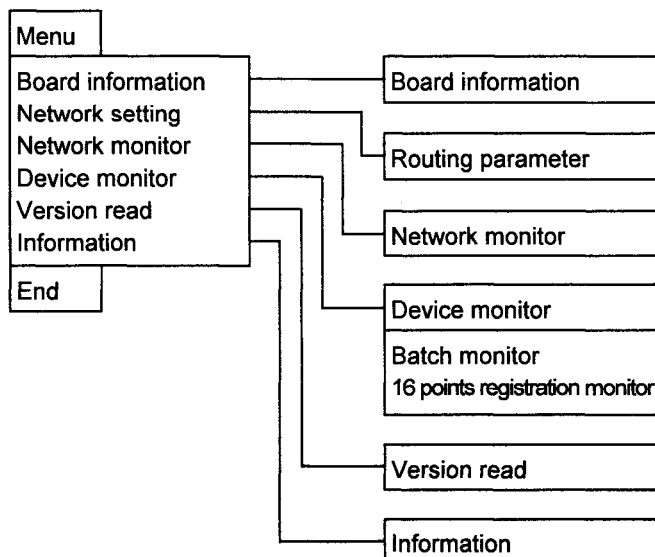 Menu
Board information
Network setting
Network monitor
Device monitor
Version read
Information
End
Board information
Routing parameter
Network monitor
Device monitor
Batch monitor
16 points registration monitor
Version read
Information